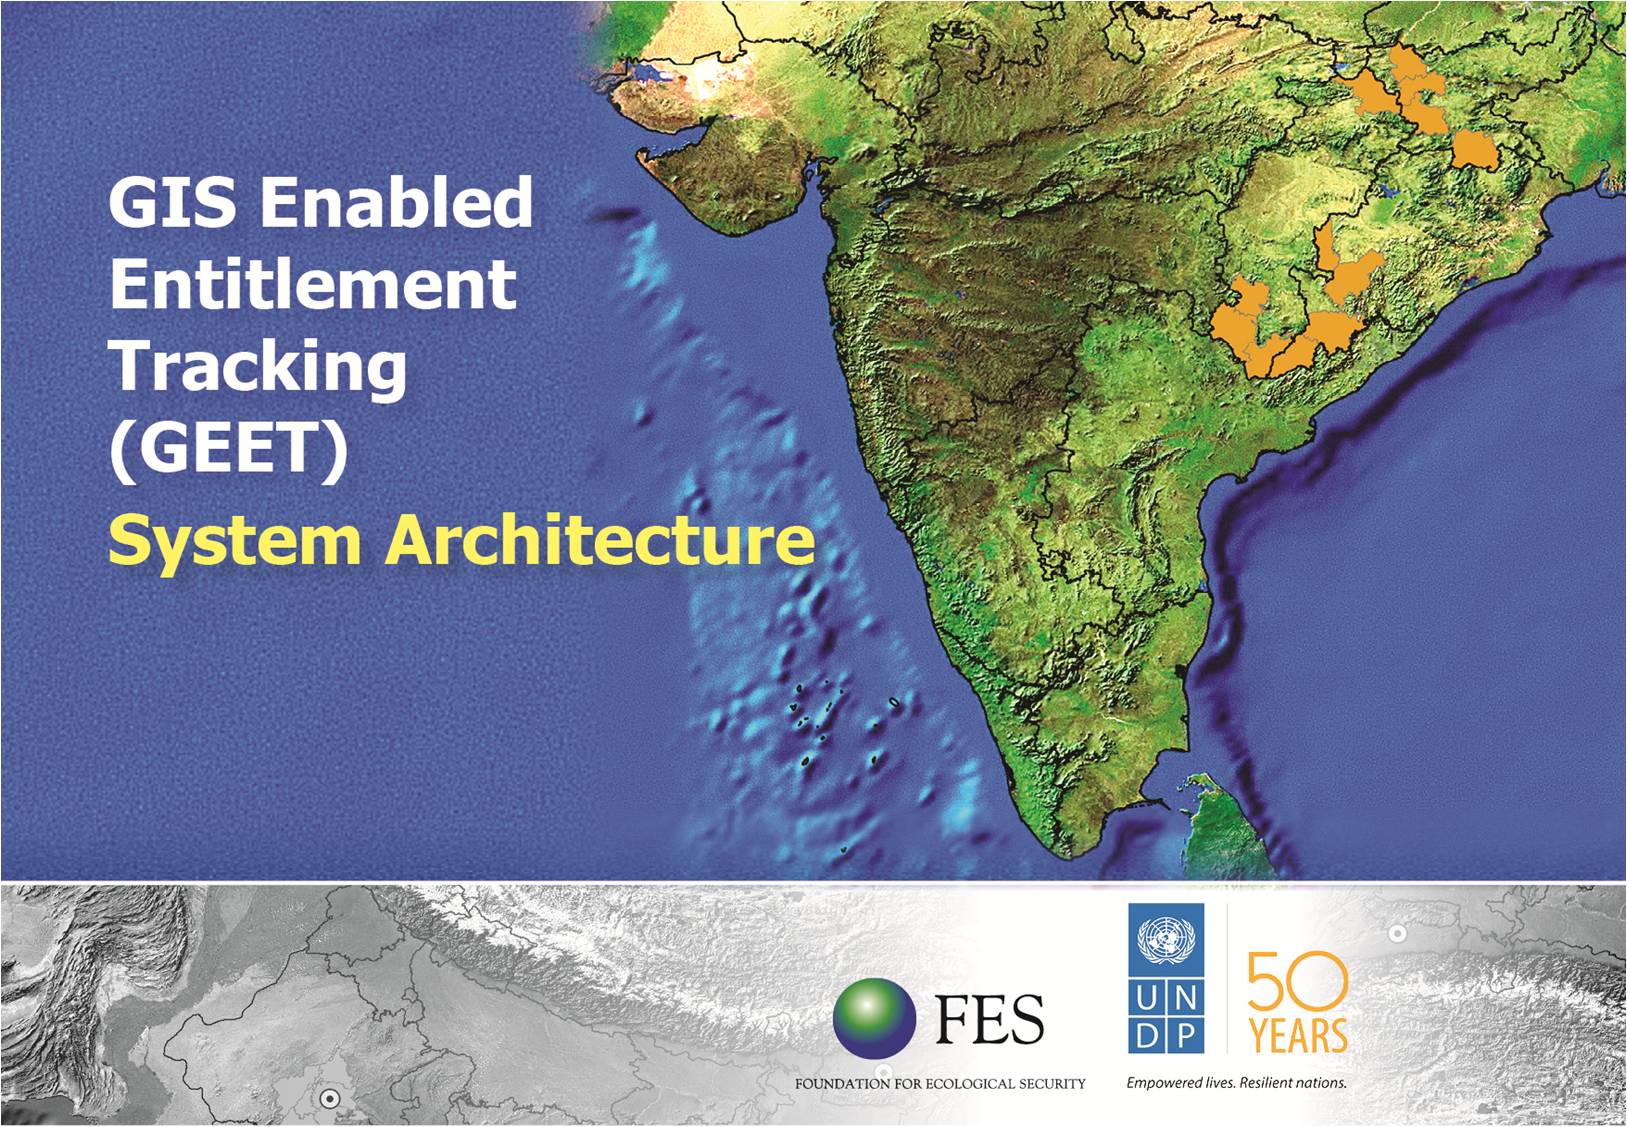 GIS Enabled
Entitlement
Tracking
(GEET)
System Architecture
FES
FOUNDATION FOR ECOLOGICAL SECURITY
U N
D P
50
YEARS
Empowered lives. Resilient nations.